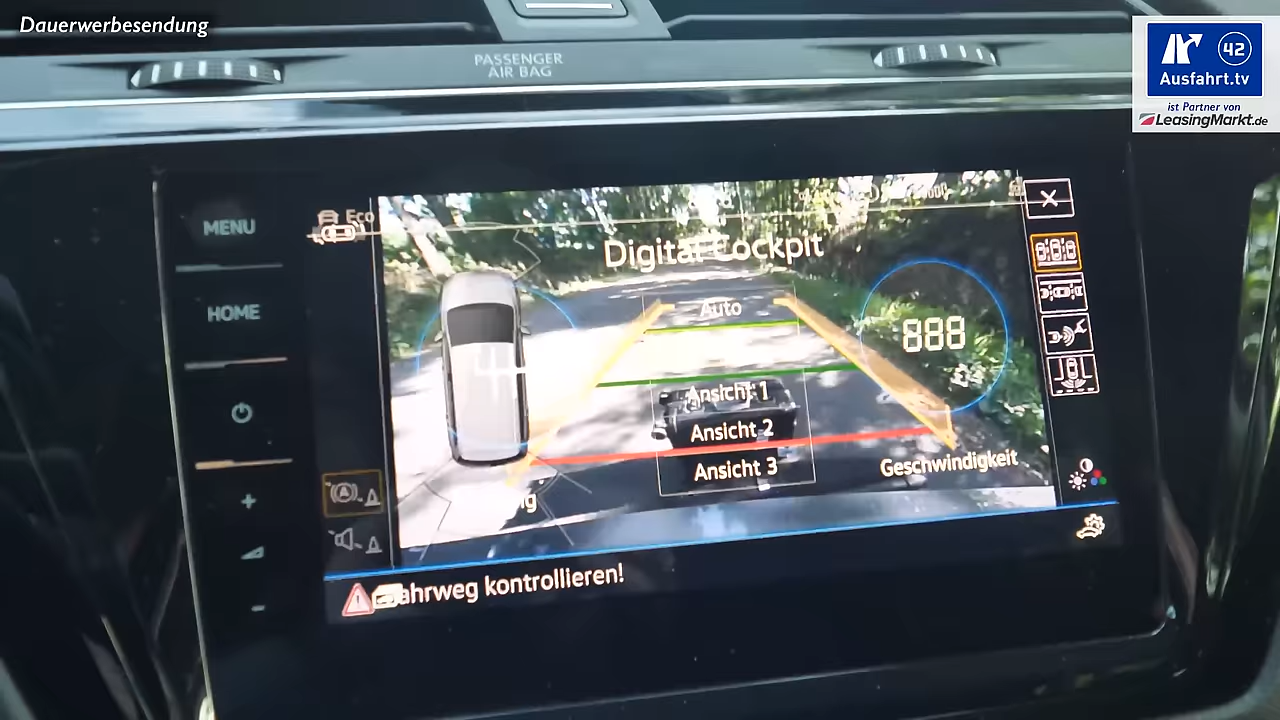 Dauerwerbesendung
PASSENGER
AIR BAG
42
Ausfahrt.tv
ist Partner von
LeasingMarkt.de
MENU
HOME
Eco
Digital Cockpit
Auto
888
Ansicht 1
Ansicht 2
Ansicht 3
Geschwindigkeit
kontrollieren!